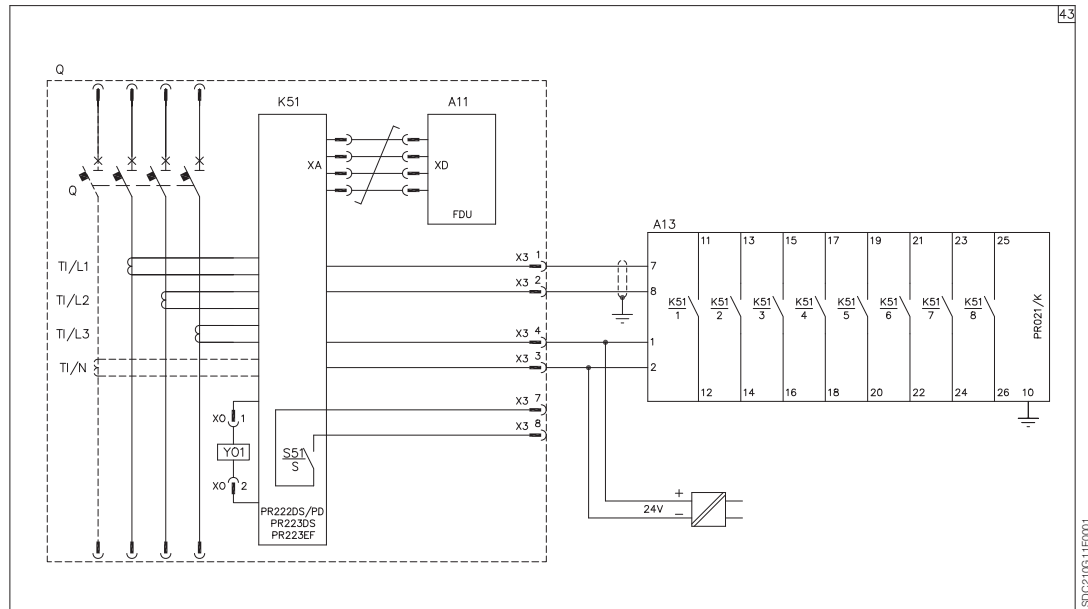 43
Q
K51
A11
XA
XD
FDU
Q
A13
11 13 15 17 19 21 23 25
TI/L1
X3 1
7
TI/L2
X3 2
8
K51 K51 K51 K51 K51 K51 K51 K51
1 2 3 4 5 6 7 8
PR021/K
TI/L3
X3 4
1
TI/N
X3 3
2
12 14 16 18 20 22 24 26 10
X3 7
X0 1
X3 8
Y01
S51
S
X0 2
+
24V
−
PR222DS/PD
PR223DS
PR223EF
SDC210G11F0001